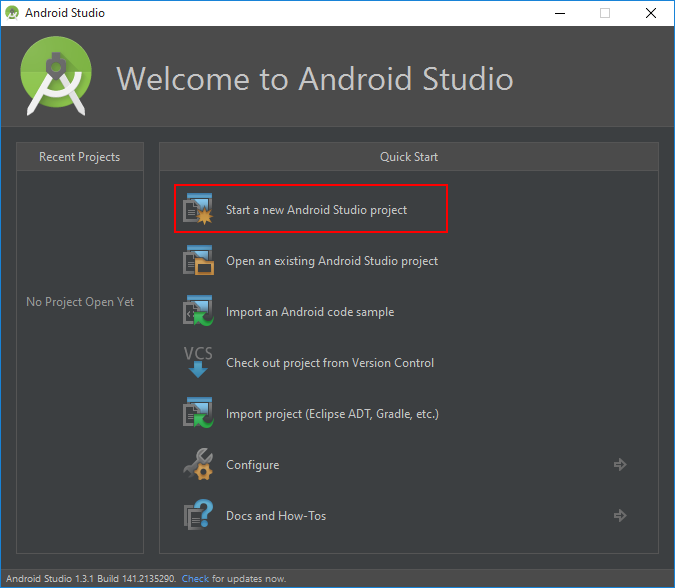 Android Studio
Welcome to Android Studio
Recent Projects
No Project Open Yet
Quick Start
Start a new Android Studio project
Open an existing Android Studio project
Import an Android code sample
VCS
Check out project from Version Control
Import project (Eclipse ADT, Gradle, etc.)
Configure
Docs and How-Tos
Android Studio 1.3.1 Build 141.2135290. Check for updates now.